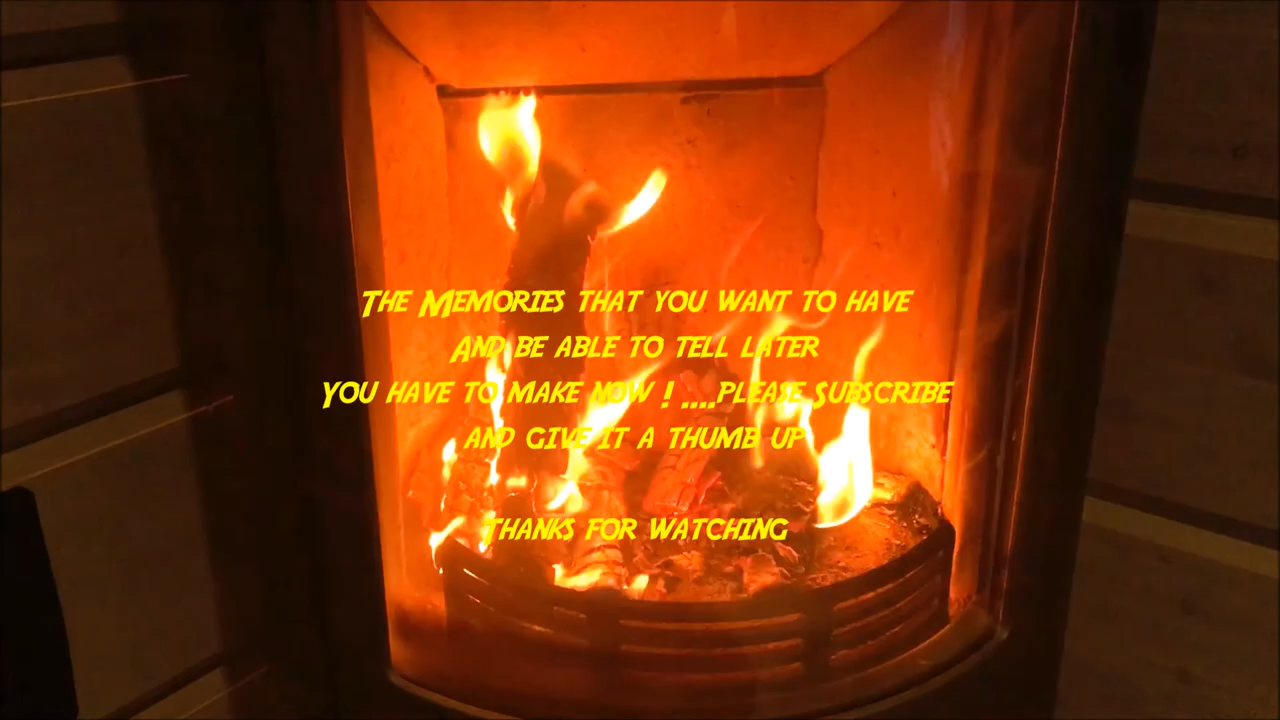 The Memories that you want to have
And be able to tell later
You have to make now ! ....please Subscribe
and give it a thumb up
Thanks for watching